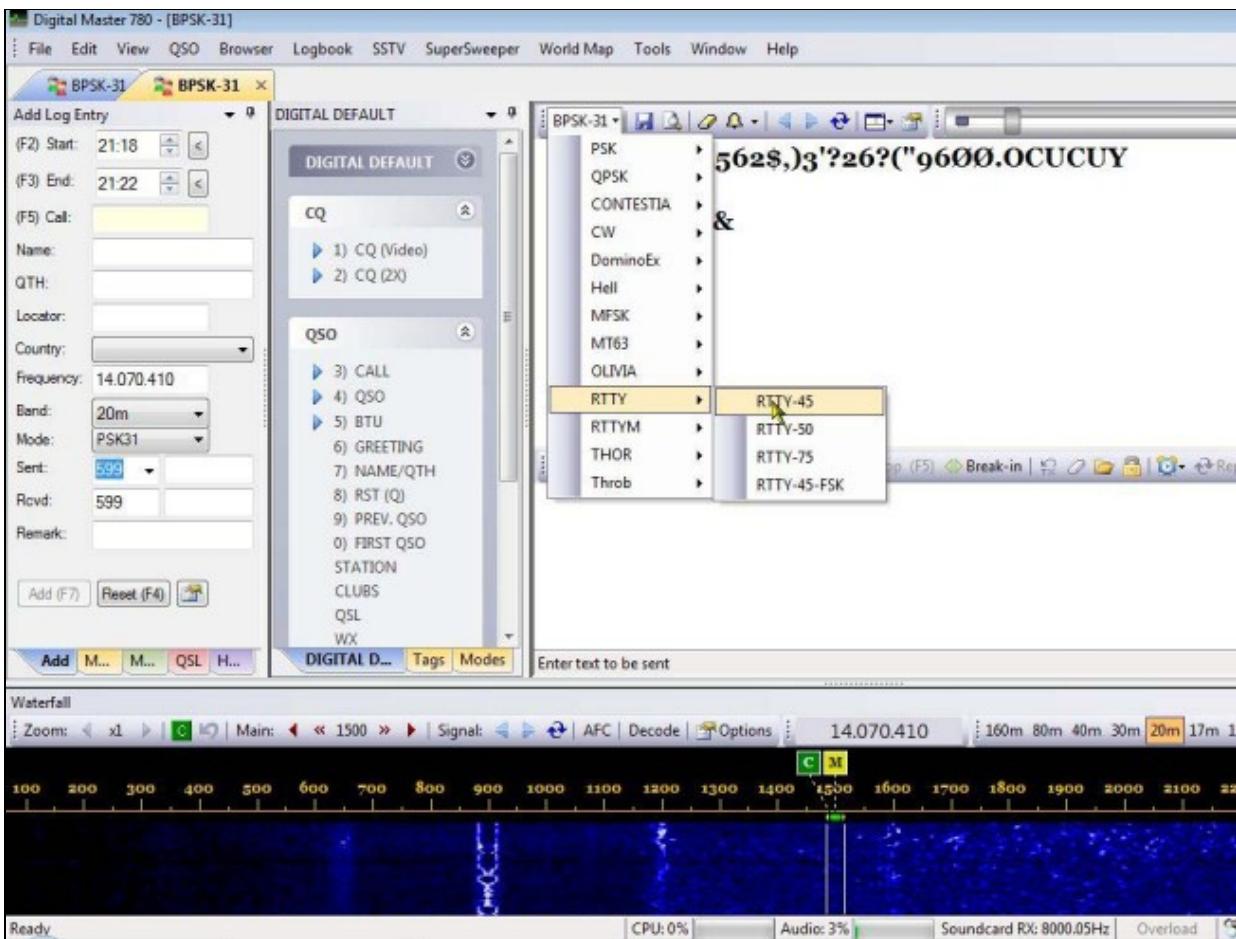 Digital Master 780 - [BPSK-31]
File Edit View QSO Browser Logbook SSTV SuperSweeper World Map Tools Window Help
BPSK-31 BPSK-31 ×
Add Log Entry
(F2) Start: 21:18 <
(F3) End: 21:22 <
(F5) Call:
Name:
QTH:
Locator:
Country:
Frequency: 14.070.410
Band: 20m
Mode: PSK31
Sent: 599
Rcvd: 599
Remark:
Add (F7) Reset (F4)
Add M... M... QSL H...
DIGITAL DEFAULT
DIGITAL DEFAULT
CQ
1) CQ (Video)
2) CQ (2X)
QSO
3) CALL
4) QSO
5) BTU
6) GREETING
7) NAME/QTH
8) RST (Q)
9) PREV. QSO
0) FIRST QSO
STATION
CLUBS
QSL
WX
DIGITAL D... Tags Modes
BPSK-31
562$,)3'?26?("96ØØ.OCUCUY
&
PSK
QPSK
CONTESTIA
CW
DominoEx
Hell
MFSK
MT63
OLIVIA
RTTY
RTTYM
THOR
Throb
RTTY-45
RTTY-50
RTTY-75
RTTY-45-FSK
(F5) Break-in
Enter text to be sent
Waterfall
Zoom: x1 C Main: « 1500 » Signal: AFC Decode Options 14.070.410 160m 80m 40m 30m 20m 17m
C M
100 200 300 400 500 600 700 800 900 1000 1100 1200 1300 1400 1500 1600 1700 1800 1900 2000 2100
Ready CPU: 0% Audio: 3% Soundcard RX: 8000.05Hz Overload